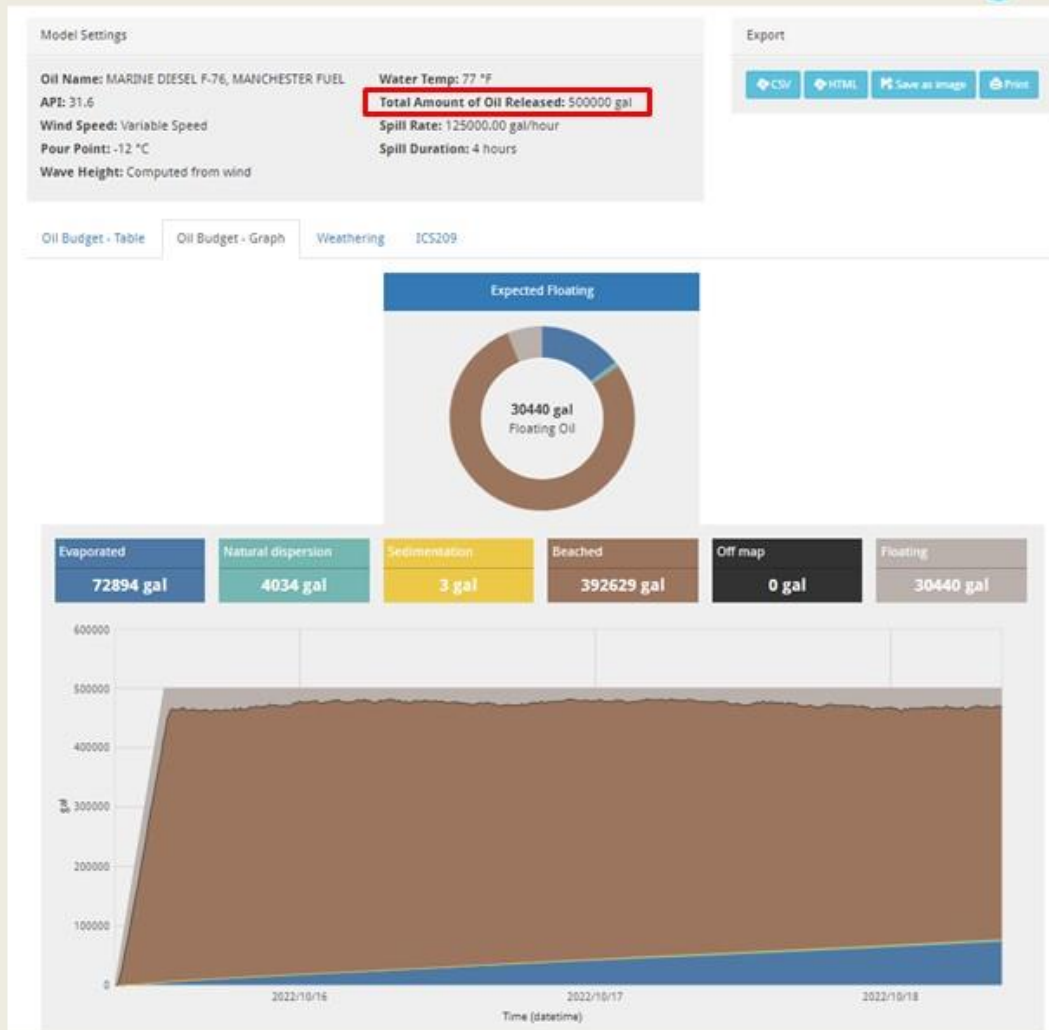 Model Settings
Oil Name: MARINE DIESEL F-76, MANCHESTER FUEL
API: 31.6
Wind Speed: Variable Speed
Pour Point: -12 °C
Wave Height: Computed from wind
Water Temp: 77 °F
Total Amount of Oil Released: 500000 gal
Spill Rate: 125000.00 gal/hour
Spill Duration: 4 hours
Export
CSV HTML Save as image Print
Oil Budget - Table Oil Budget - Graph Weathering ICS209
Expected Floating
30440 gal
Floating Oil
Evaporated
72894 gal
Natural dispersion
4034 gal
Sedimentation
3 gal
Beached
392629 gal
Off map
0 gal
Floating
30440 gal
600000
500000
400000
300000
200000
100000
0
gal
2022/10/16 2022/10/17 2022/10/18
Time (datetime)